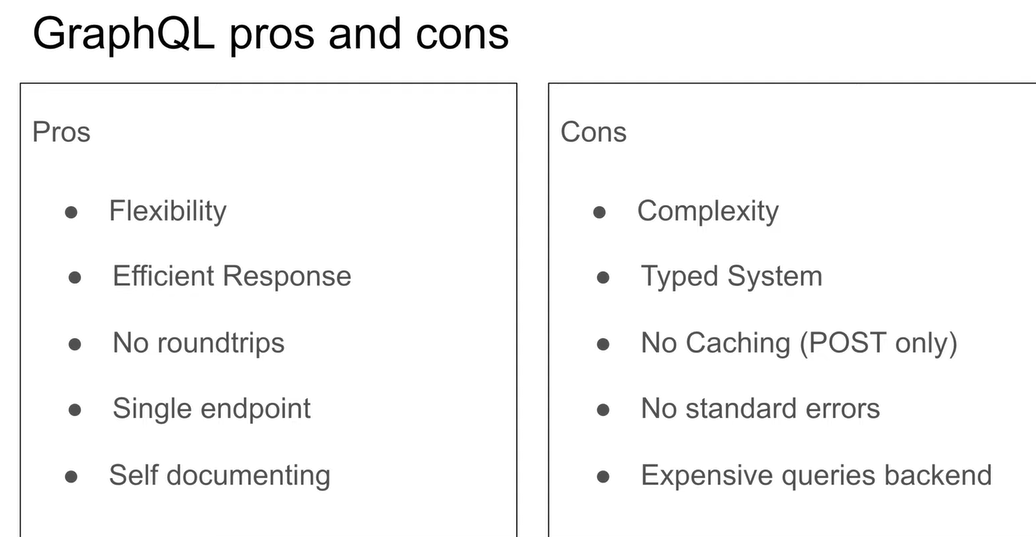 GraphQL pros and cons
Pros
● Flexibility
● Efficient Response
● No roundtrips
● Single endpoint
● Self documenting
Cons
● Complexity
● Typed System
● No Caching (POST only)
● No standard errors
● Expensive queries backend